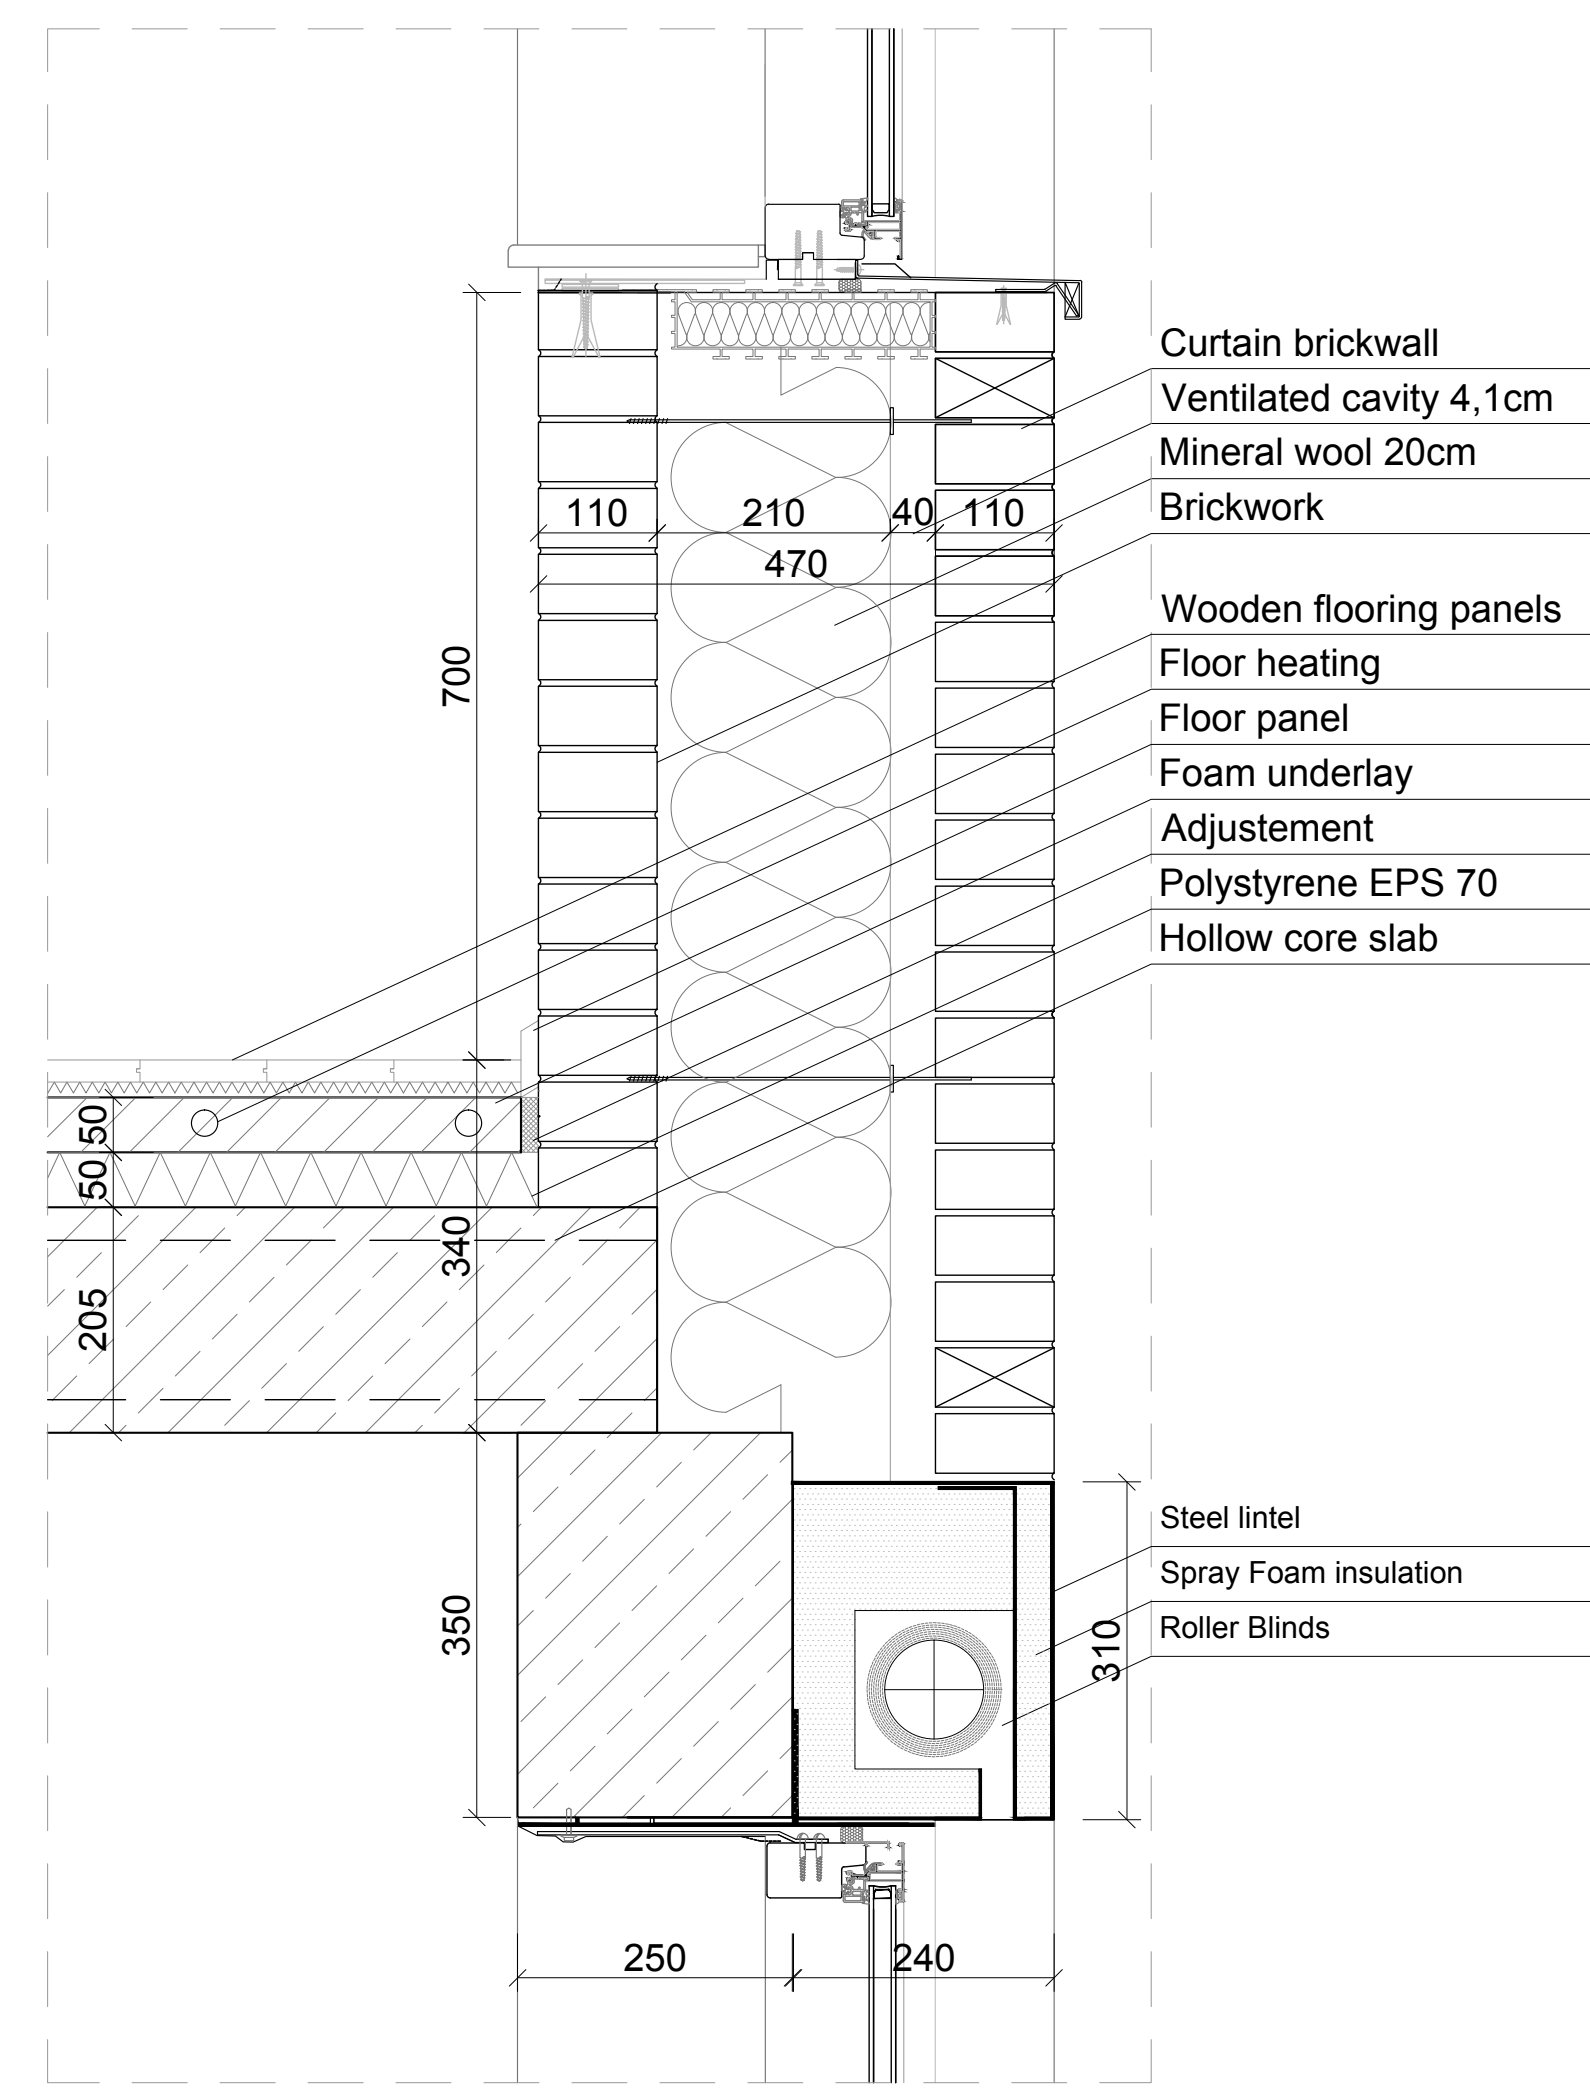 Curtain brickwall
Ventilated cavity 4,1cm
Mineral wool 20cm
Brickwork
110
210
40
110
470
Wooden flooring panels
Floor heating
700
Floor panel
Foam underlay
Adjustement
Polystyrene EPS 70
Hollow core slab
50
50
340
205
Steel lintel
Spray Foam insulation
350
Roller Blinds
310
250
240